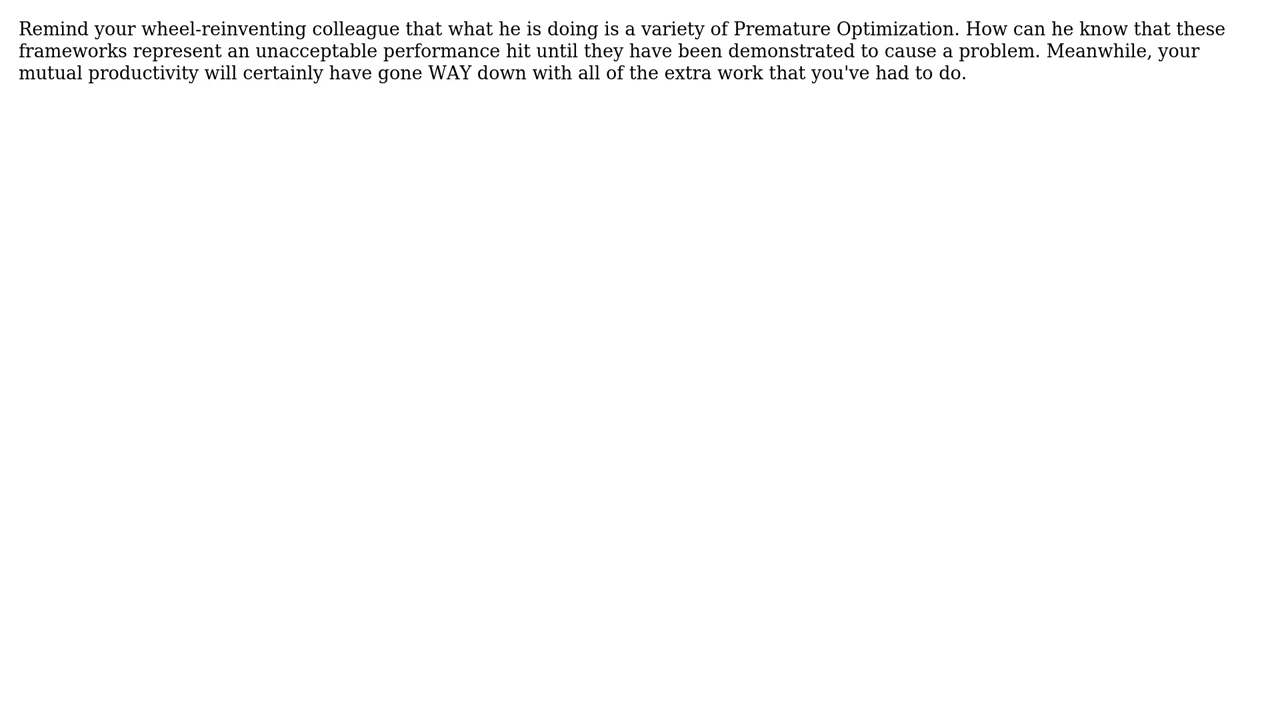 Remind your wheel-reinventing colleague that what he is doing is a variety of Premature Optimization. How can he know that these
frameworks represent an unacceptable performance hit until they have been demonstrated to cause a problem. Meanwhile, your
mutual productivity will certainly have gone WAY down with all of the extra work that you've had to do.